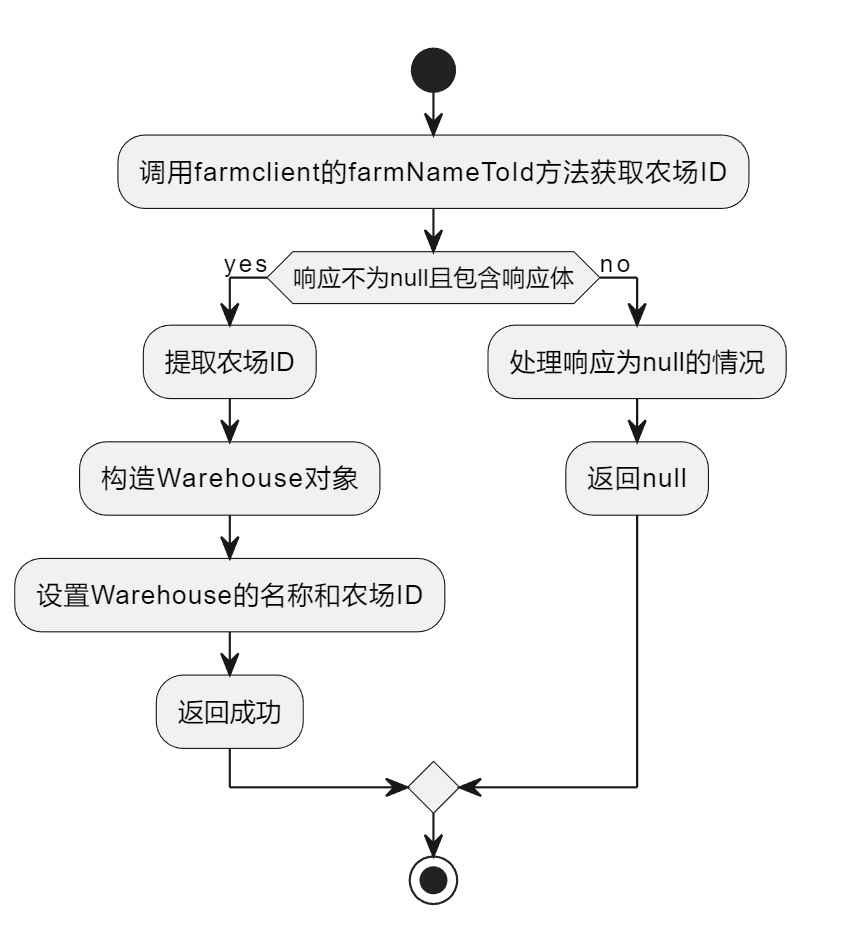 调用farmclient的farmNameToId方法获取农场ID
yes
响应不为null且包含响应体
no
提取农场ID
处理响应为null的情况
构造Warehouse对象
返回null
设置Warehouse的名称和农场ID
返回成功